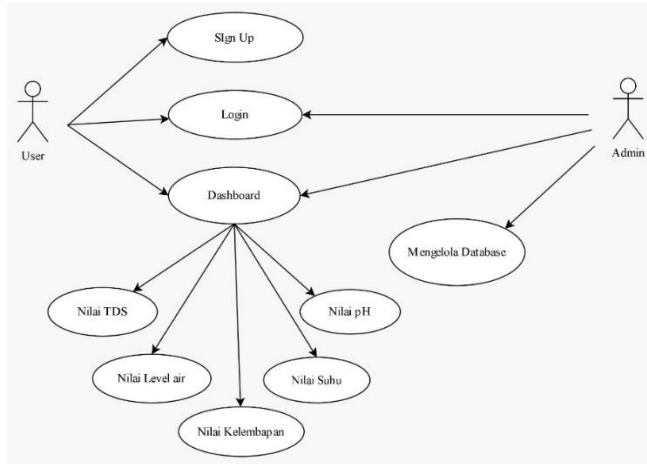 SIgn Up
Login
User
Admin
Dashboard
Mengelola Database
Nilai TDS
Nilai pH
Nilai Level air
Nilai Suhu
Nilai Kelembapan